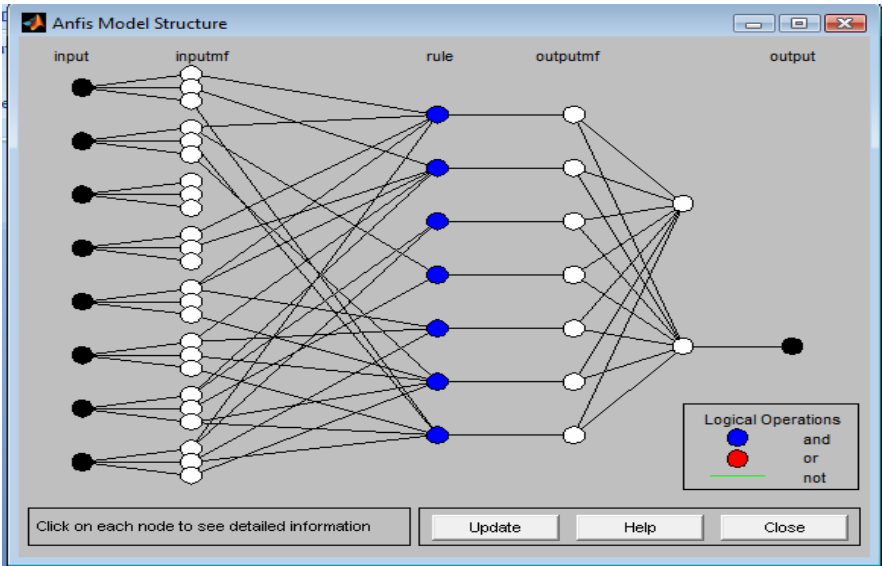 Anfis Model Structure
input inputmf rule outputmf output
Logical Operations
and
or
not
Click on each node to see detailed information
Update Help Close